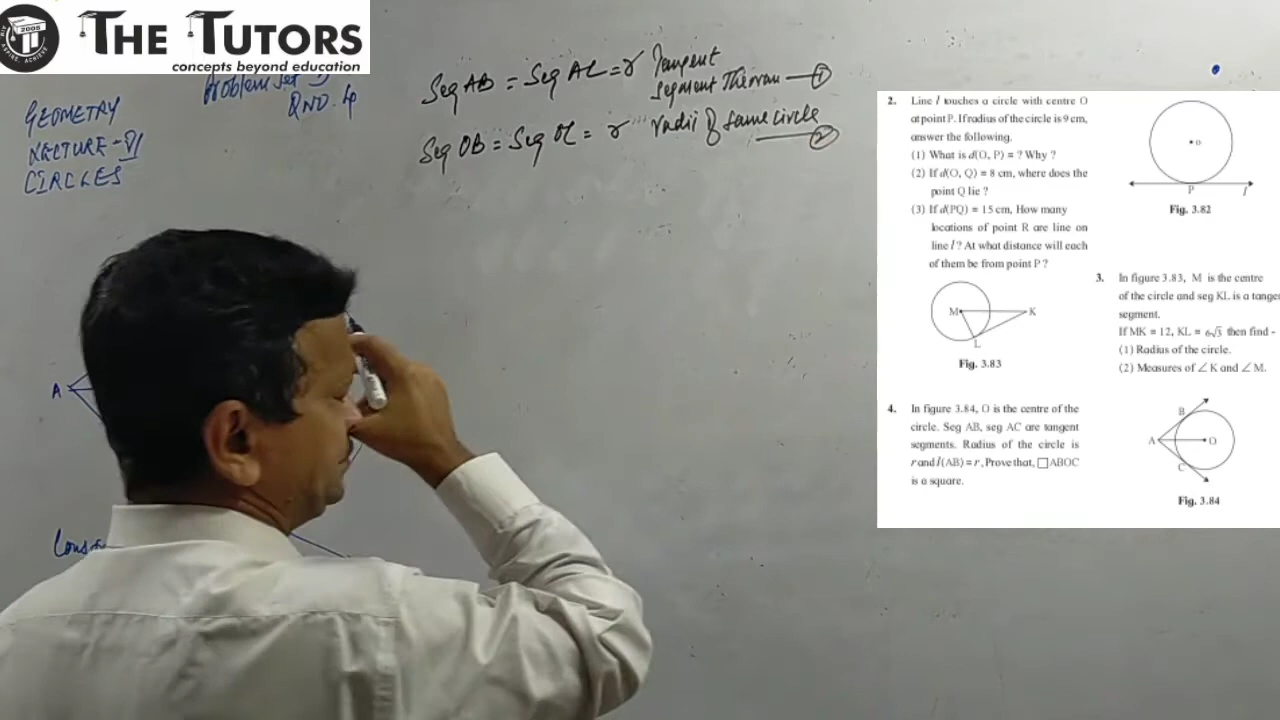 THE TUTORS
concepts beyond education
2005
Problem set
Q NO. 4
GEOMETRY
LECTURE - VI
CIRCLES
Seg AB = Seg AC = r Tangent
Segment Theorem — 1
Seg OB = Seg OC = r radii of same circle
— 2
A
2. Line l touches a circle with centre O
at point P. If radius of the circle is 9 cm,
answer the following.
(1) What is d(O, P) = ? Why ?
(2) If d(O, Q) = 8 cm, where does the
point Q lie ?
(3) If d(PQ) = 15 cm, How many
locations of point R are line on
line l ? At what distance will each
of them be from point P ?
O
P
l
Fig. 3.82
M
K
L
Fig. 3.83
3. In figure 3.83, M is the centre
of the circle and seg KL is a tange
segment.
If MK = 12, KL = 6√3 then find -
(1) Radius of the circle.
(2) Measures of ∠K and ∠M.
4. In figure 3.84, O is the centre of the
circle. Seg AB, seg AC are tangent
segments. Radius of the circle is
r and l(AB) = r, Prove that, □ABOC
is a square.
B
A
O
C
Fig. 3.84